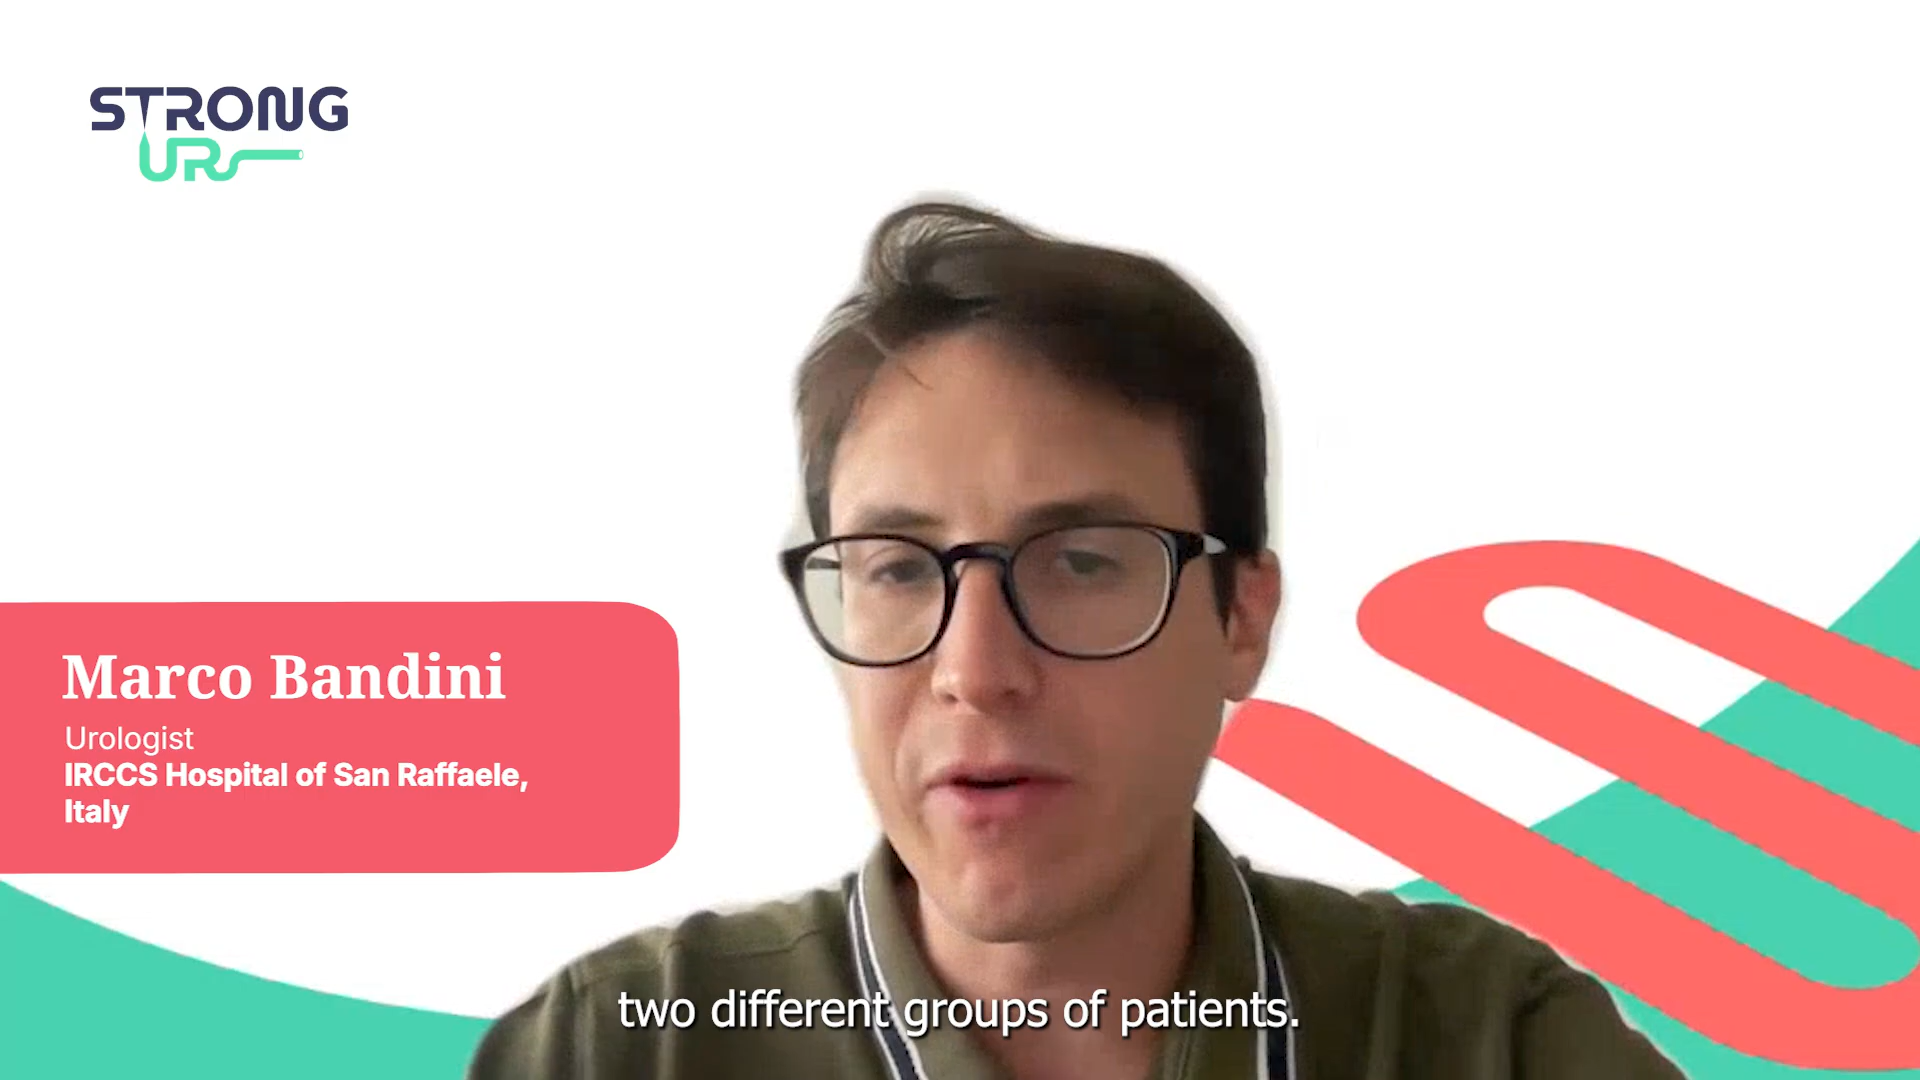 STRONG
UR
Marco Bandini
Urologist
IRCCS Hospital of San Raffaele,
Italy
two different groups of patients.